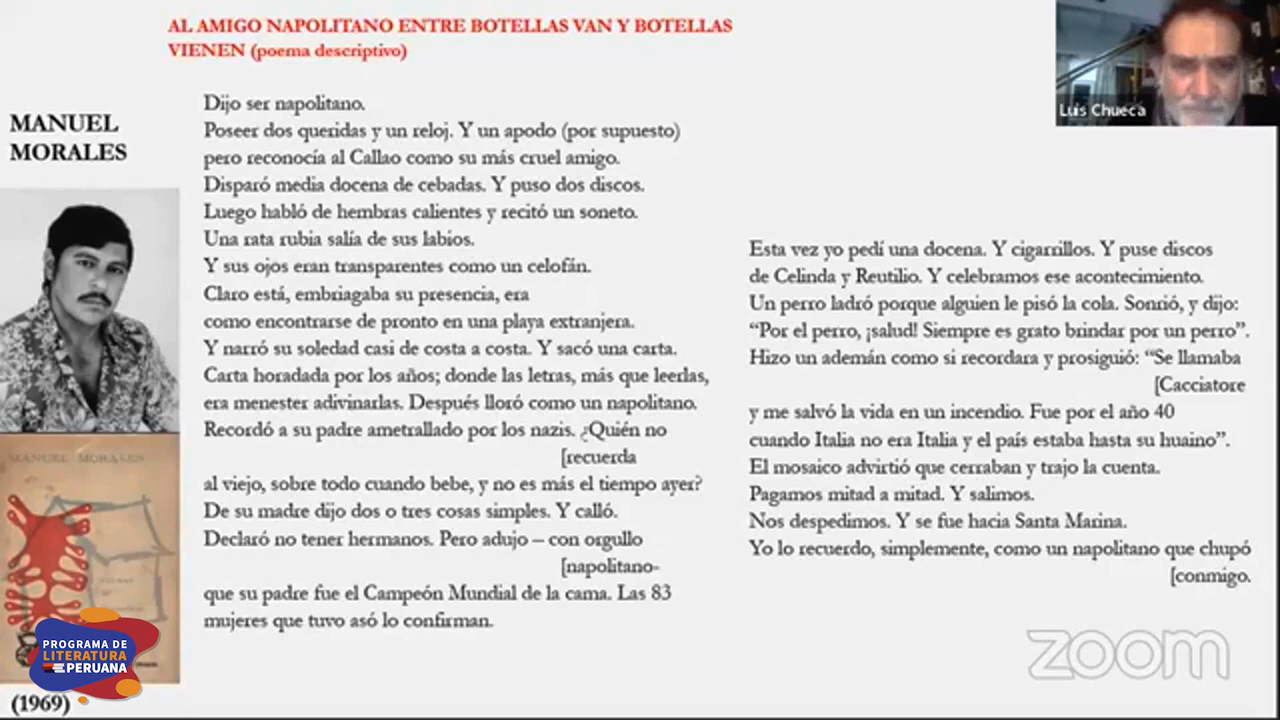 AL AMIGO NAPOLITANO ENTRE BOTELLAS VAN Y BOTELLAS
VIENEN (poema descriptivo)
MANUEL
MORALES
Dijo ser napolitano.
Poseer dos queridas y un reloj. Y un apodo (por supuesto)
pero reconocía al Callao como su más cruel amigo.
Disparó media docena de cebadas. Y puso dos discos.
Luego habló de hembras calientes y recitó un soneto.
Una rata rubia salía de sus labios.
Y sus ojos eran transparentes como un celofán.
Claro está, embriagaba su presencia, era
como encontrarse de pronto en una playa extranjera.
Y narró su soledad casi de costa a costa. Y sacó una carta.
Carta horadada por los años; donde las letras, más que leerlas,
era menester adivinarlas. Después lloró como un napolitano.
Recordó a su padre ametrallado por los nazis. ¿Quién no
[recuerda
al viejo, sobre todo cuando bebe, y no es más el tiempo ayer?
De su madre dijo dos o tres cosas simples. Y calló.
Declaró no tener hermanos. Pero adujo – con orgullo
[napolitano-
que su padre fue el Campeón Mundial de la cama. Las 83
mujeres que tuvo asó lo confirman.
Esta vez yo pedí una docena. Y cigarrillos. Y puse discos
de Celinda y Reutilio. Y celebramos ese acontecimiento.
Un perro ladró porque alguien le pisó la cola. Sonrió, y dijo:
“Por el perro, ¡salud! Siempre es grato brindar por un perro”.
Hizo un ademán como si recordara y prosiguió: “Se llamaba
[Cacciatore
y me salvó la vida en un incendio. Fue por el año 40
cuando Italia no era Italia y el país estaba hasta su huaino”.
El mosaico advirtió que cerraban y trajo la cuenta.
Pagamos mitad a mitad. Y salimos.
Nos despedimos. Y se fue hacia Santa Marina.
Yo lo recuerdo, simplemente, como un napolitano que chupó
[conmigo.
Luis Chueca
MANUEL MORALES
PROGRAMA DE
LITERATURA
PERUANA
(1969)
zoom